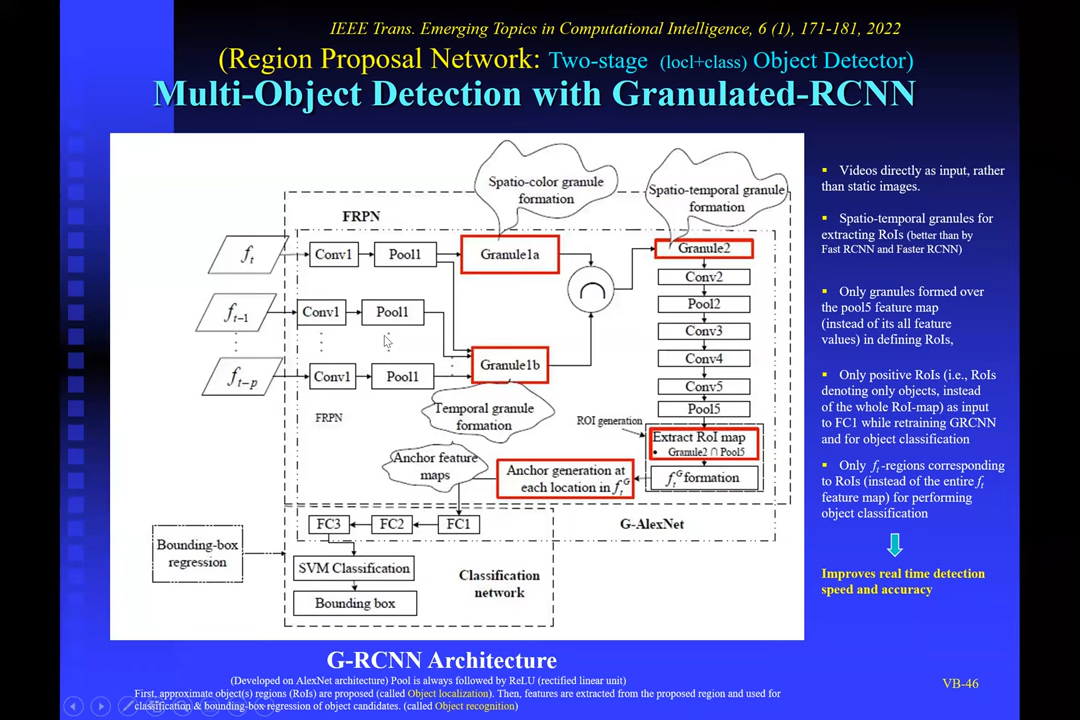 IEEE Trans. Emerging Topics in Computational Intelligence, 6 (1), 171-181, 2022
(Region Proposal Network: Two-stage (locl+class) Object Detector)
Multi-Object Detection with Granulated-RCNN
Spatio-color granule
formation
Spatio-temporal granule
formation
FRPN
f_t
Conv1
Pool1
Granule1a
∩
Granule2
Conv2
f_{t-1}
Conv1
Pool1
Pool2
Conv3
Granule1b
Conv4
f_{t-p}
Conv1
Pool1
Conv5
Temporal granule
formation
Pool5
FRPN
ROI generation
Extract RoI map
• Granule2 ∩ Pool5
Anchor feature
maps
Anchor generation at
each location in f_t^G
f_t^G formation
FC3
FC2
FC1
G-AlexNet
Bounding-box
regression
SVM Classification
Classification
network
Bounding box
▪ Videos directly as input, rather
than static images.
▪ Spatio-temporal granules for
extracting RoIs (better than by
Fast RCNN and Faster RCNN)
▪ Only granules formed over
the pool5 feature map
(instead of its all feature
values) in defining RoIs,
▪ Only positive RoIs (i.e., RoIs
denoting only objects, instead
of the whole RoI-map) as input
to FC1 while retraining GRCNN
and for object classification
▪ Only f_t-regions corresponding
to RoIs (instead of the entire f_t
feature map) for performing
object classification
Improves real time detection
speed and accuracy
G-RCNN Architecture
(Developed on AlexNet architecture) Pool is always followed by ReLU (rectified linear unit)
First, approximate object(s) regions (RoIs) are proposed (called Object localization). Then, features are extracted from the proposed region and used for
classification & bounding-box-regression of object candidates. (called Object recognition)
VB-46